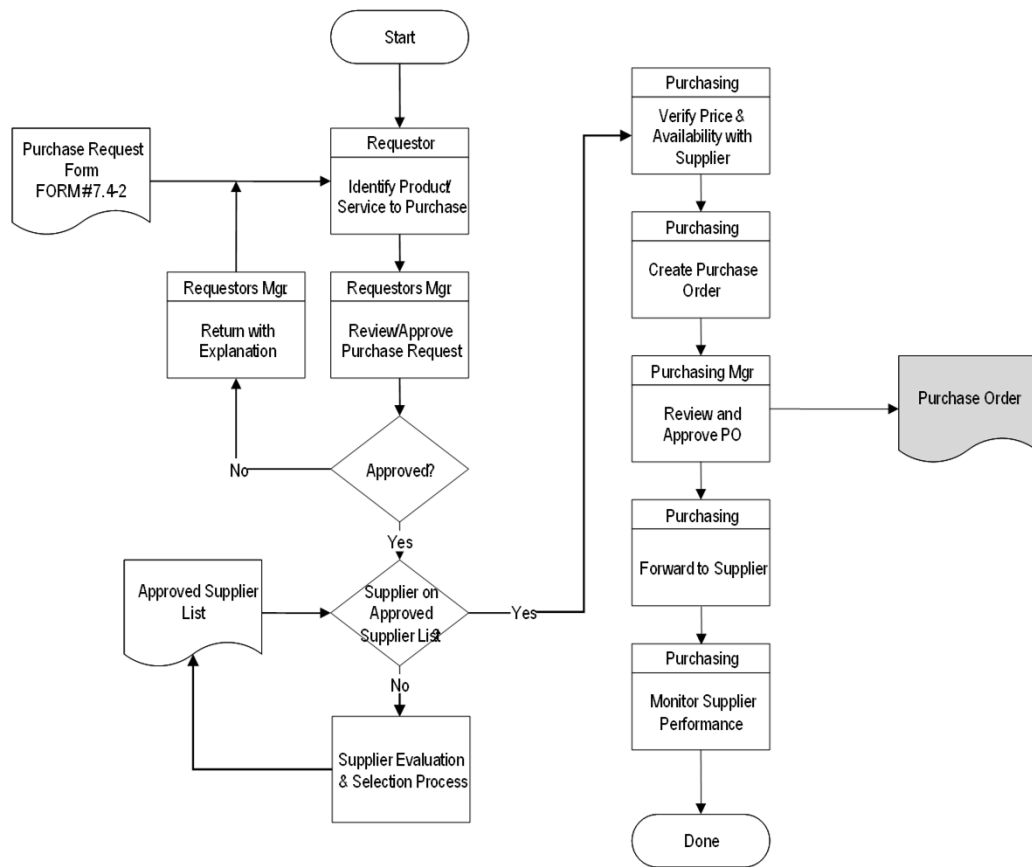 Start
Purchase Request
Form
FORM#7.4-2
Requestor
Identify Product/
Service to Purchase
Requestors Mgr.
Return with
Explanation
Requestors Mgr
Review/Approve
Purchase Request
No
Approved?
Yes
Approved Supplier
List
Supplier on
Approved
Supplier List?
Yes
No
Supplier Evaluation
& Selection Process
Purchasing
Verify Price &
Availability with
Supplier
Purchasing
Create Purchase
Order
Purchasing Mgr
Review and
Approve PO
Purchase Order
Purchasing
Forward to Supplier
Purchasing
Monitor Supplier
Performance
Done